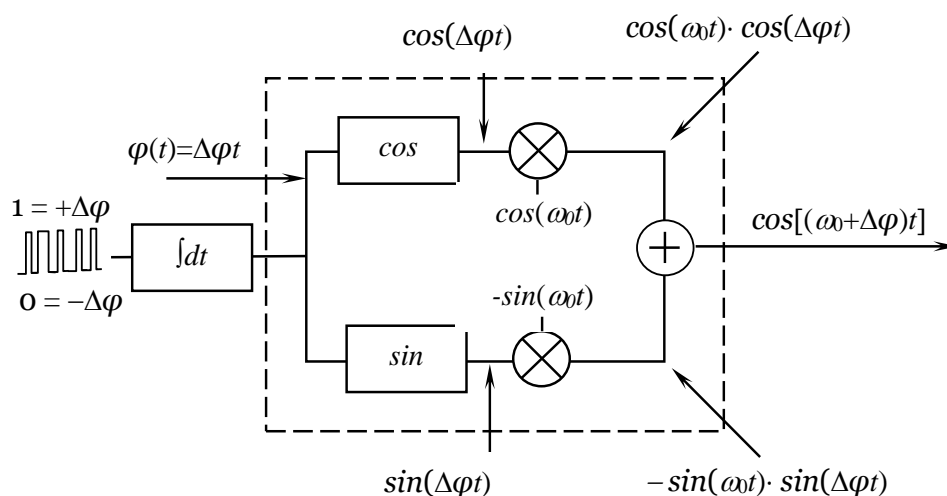 cos(Δφt)
cos(ω0t)· cos(Δφt)
φ(t)=Δφt
cos
1 = +Δφ
cos(ω0t)
cos[(ω0+Δφ)t]
∫dt
+
0 = −Δφ
-sin(ω0t)
sin
sin(Δφt)
−sin(ω0t)· sin(Δφt)